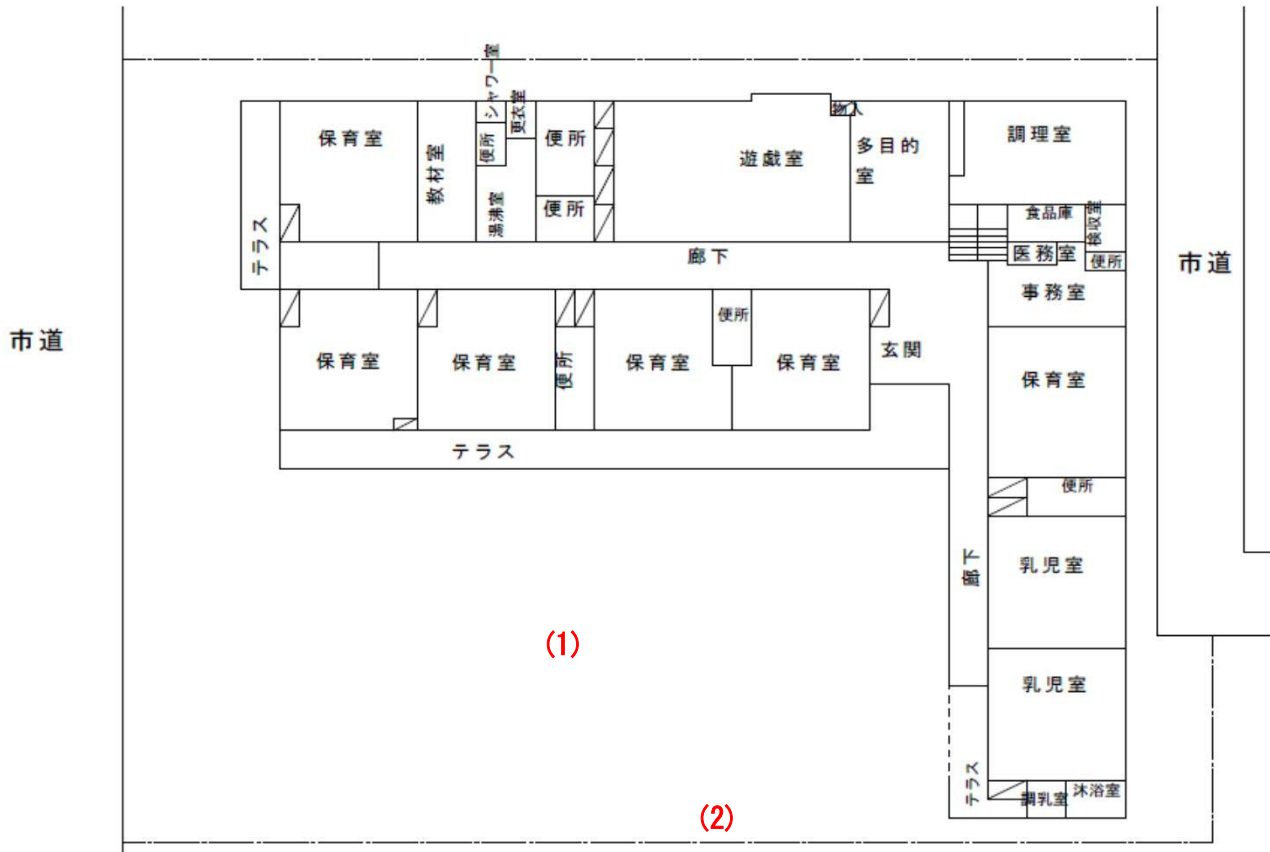 シャワー室
更衣室
保育室
教材室
便所
湯沸室
便所
便所
遊戯室
物入
多目的
室
調理室
食品庫
検収室
医務室
便所
事務室
テラス
廊下
市道
市道
保育室
保育室
便所
保育室
便所
保育室
玄関
保育室
テラス
便所
廊下
乳児室
(1)
乳児室
テラス
調乳室
沐浴室
(2)